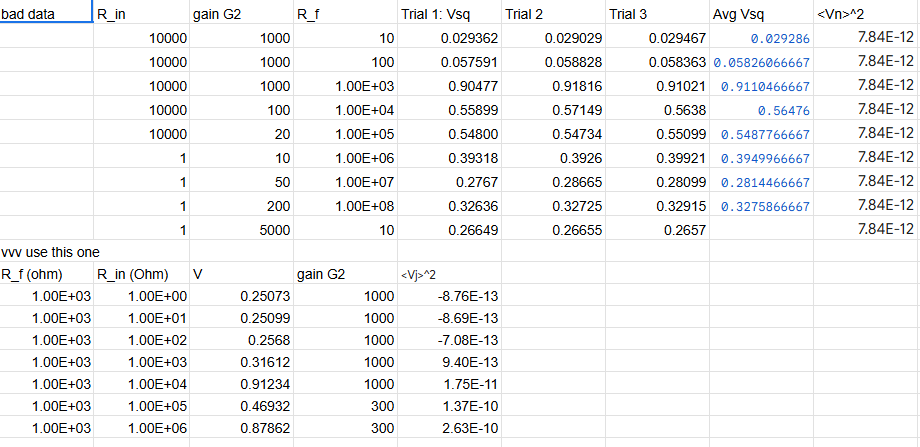 bad data R_in gain G2 R_f Trial 1: Vsq Trial 2 Trial 3 Avg Vsq <Vn>^2
10000 1000 10 0.029362 0.029029 0.029467 0.029286 7.84E-12
10000 1000 100 0.057591 0.058828 0.058363 0.05826066667 7.84E-12
10000 1000 1.00E+03 0.90477 0.91816 0.91021 0.9110466667 7.84E-12
10000 100 1.00E+04 0.55899 0.57149 0.5638 0.56476 7.84E-12
10000 20 1.00E+05 0.54800 0.54734 0.55099 0.5487766667 7.84E-12
1 10 1.00E+06 0.39318 0.3926 0.39921 0.3949966667 7.84E-12
1 50 1.00E+07 0.2767 0.28665 0.28099 0.2814466667 7.84E-12
1 200 1.00E+08 0.32636 0.32725 0.32915 0.3275866667 7.84E-12
1 5000 10 0.26649 0.26655 0.2657 7.84E-12
vvv use this one
R_f (ohm) R_in (Ohm) V gain G2 <Vj>^2
1.00E+03 1.00E+00 0.25073 1000 -8.76E-13
1.00E+03 1.00E+01 0.25099 1000 -8.69E-13
1.00E+03 1.00E+02 0.2568 1000 -7.08E-13
1.00E+03 1.00E+03 0.31612 1000 9.40E-13
1.00E+03 1.00E+04 0.91234 1000 1.75E-11
1.00E+03 1.00E+05 0.46932 300 1.37E-10
1.00E+03 1.00E+06 0.87862 300 2.63E-10